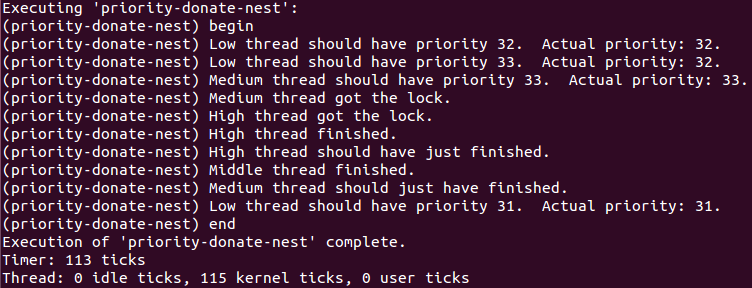 Executing 'priority-donate-nest':
(priority-donate-nest) begin
(priority-donate-nest) Low thread should have priority 32.  Actual priority: 32.
(priority-donate-nest) Low thread should have priority 33.  Actual priority: 32.
(priority-donate-nest) Medium thread should have priority 33.  Actual priority: 33.
(priority-donate-nest) Medium thread got the lock.
(priority-donate-nest) High thread got the lock.
(priority-donate-nest) High thread finished.
(priority-donate-nest) High thread should have just finished.
(priority-donate-nest) Middle thread finished.
(priority-donate-nest) Medium thread should just have finished.
(priority-donate-nest) Low thread should have priority 31.  Actual priority: 31.
(priority-donate-nest) end
Execution of 'priority-donate-nest' complete.
Timer: 113 ticks
Thread: 0 idle ticks, 115 kernel ticks, 0 user ticks